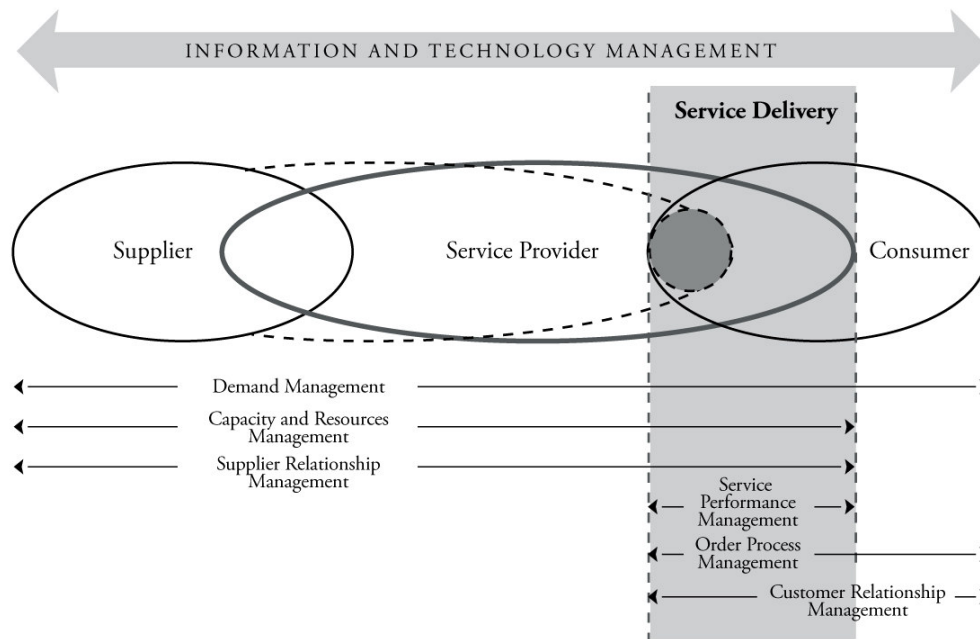 INFORMATION AND TECHNOLOGY MANAGEMENT
Service Delivery
Supplier
Service Provider
Consumer
Demand Management
Capacity and Resources
Management
Supplier Relationship
Management
Service
Performance
Management
Order Process
Management
Customer Relationship
Management